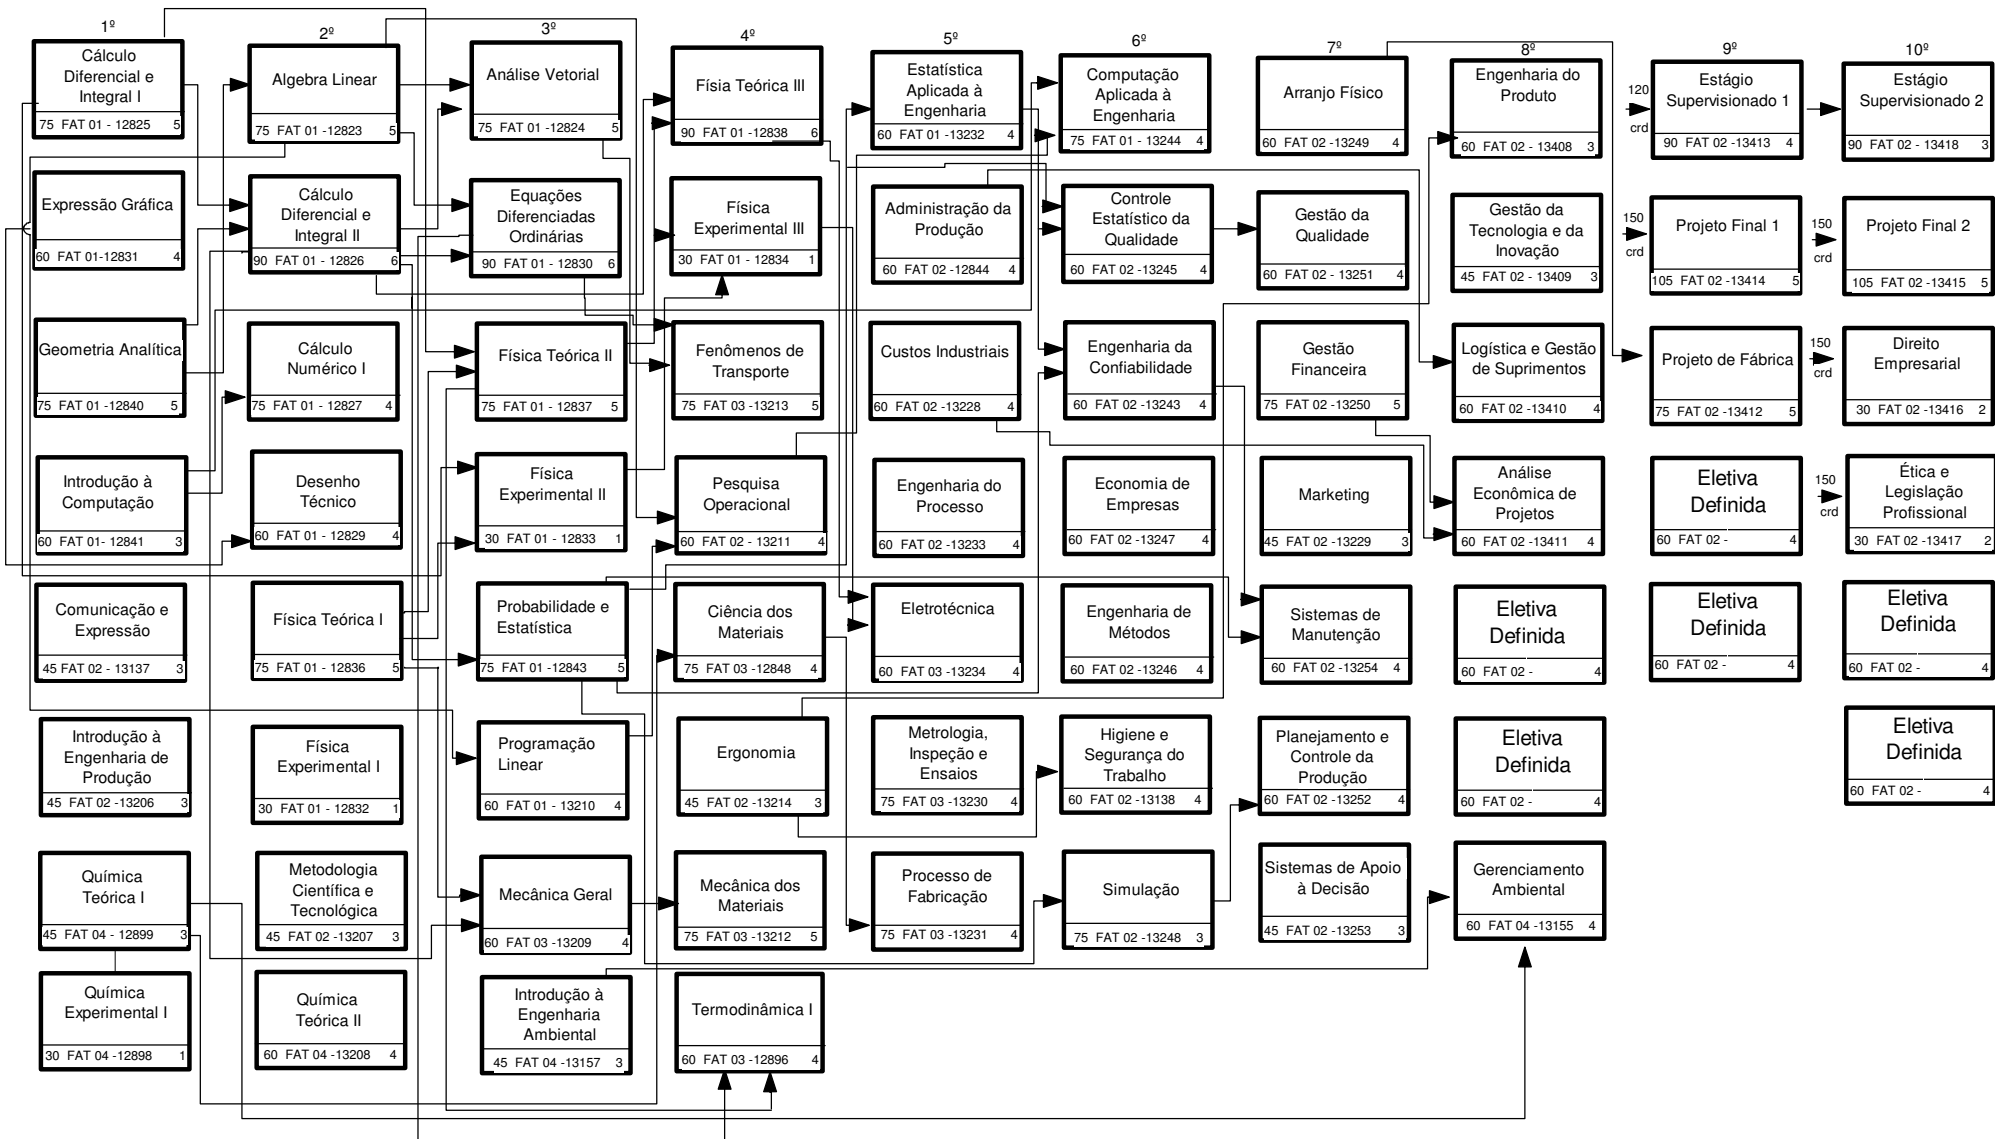 1º
Cálculo
Diferencial e
Integral I
75 FAT 01 - 12825 5
Expressão Gráfica
60 FAT 01-12831 4
Geometria Analítica
75 FAT 01 -12840 5
Introdução à
Computação
60 FAT 01- 12841 3
Comunicação e
Expressão
45 FAT 02 - 13137 3
Introdução à
Engenharia de
Produção
45 FAT 02 -13206 3
Química
Teórica I
45 FAT 04 - 12899 3
Química
Experimental I
30 FAT 04 -12898 1
2º
Algebra Linear
75 FAT 01 -12823 5
Cálculo
Diferencial e
Integral II
90 FAT 01 - 12826 6
Cálculo
Numérico I
75 FAT 01 - 12827 4
Desenho
Técnico
60 FAT 01 - 12829 4
Física Teórica I
75 FAT 01 - 12836 5
Física
Experimental I
30 FAT 01 - 12832 1
Metodologia
Científica e
Tecnológica
45 FAT 02 -13207 3
Química
Teórica II
60 FAT 04 -13208 4
3º
Análise Vetorial
75 FAT 01 -12824 5
Equações
Diferenciadas
Ordinárias
90 FAT 01 - 12830 6
Física Teórica II
75 FAT 01 - 12837 5
Física
Experimental II
30 FAT 01 - 12833 1
Probabilidade e
Estatística
75 FAT 01 -12843 5
Programação
Linear
60 FAT 01 - 13210 4
Mecânica Geral
60 FAT 03 -13209 4
Introdução à
Engenharia
Ambiental
45 FAT 04 -13157 3
4º
Físia Teórica III
90 FAT 01 -12838 6
Física
Experimental III
30 FAT 01 - 12834 1
Fenômenos de
Transporte
75 FAT 03 -13213 5
Pesquisa
Operacional
60 FAT 02 - 13211 4
Ciência dos
Materiais
75 FAT 03 -12848 4
Ergonomia
45 FAT 02 -13214 3
Mecânica dos
Materiais
75 FAT 03 -13212 5
Termodinâmica I
60 FAT 03 -12896 4
5º
Estatística
Aplicada à
Engenharia
60 FAT 01 -13232 4
Administração da
Produção
60 FAT 02 -12844 4
Custos Industriais
60 FAT 02 -13228 4
Engenharia do
Processo
60 FAT 02 -13233 4
Eletrotécnica
60 FAT 03 -13234 4
Metrologia,
Inspeção e
Ensaios
75 FAT 03 -13230 4
Processo de
Fabricação
75 FAT 03 -13231 4
6º
Computação
Aplicada à
Engenharia
75 FAT 01 - 13244 4
Controle
Estatístico da
Qualidade
60 FAT 02 -13245 4
Engenharia da
Confiabilidade
60 FAT 02 -13243 4
Economia de
Empresas
60 FAT 02 -13247 4
Engenharia de
Métodos
60 FAT 02 -13246 4
Higiene e
Segurança do
Trabalho
60 FAT 02 -13138 4
Simulação
75 FAT 02 -13248 3
7º
Arranjo Físico
60 FAT 02 -13249 4
Gestão da
Qualidade
60 FAT 02 - 13251 4
Gestão
Financeira
75 FAT 02 -13250 5
Marketing
45 FAT 02 -13229 3
Sistemas de
Manutenção
60 FAT 02 -13254 4
Planejamento e
Controle da
Produção
60 FAT 02 -13252 4
Sistemas de Apoio
à Decisão
45 FAT 02 -13253 3
8º
Engenharia do
Produto
60 FAT 02 - 13408 3
Gestão da
Tecnologia e da
Inovação
45 FAT 02 -13409 3
Logística e Gestão
de Suprimentos
60 FAT 02 -13410 4
Análise
Econômica de
Projetos
60 FAT 02 -13411 4
Eletiva
Definida
60 FAT 02 - 4
Eletiva
Definida
60 FAT 02 - 4
Gerenciamento
Ambiental
60 FAT 04 -13155 4
9º
120
crd
Estágio
Supervisionado 1
90 FAT 02 -13413 4
150
crd
Projeto Final 1
105 FAT 02 -13414 5
Projeto de Fábrica
75 FAT 02 -13412 5
Eletiva
Definida
60 FAT 02 - 4
Eletiva
Definida
60 FAT 02 - 4
10º
Estágio
Supervisionado 2
90 FAT 02 -13418 3
150
crd
Projeto Final 2
105 FAT 02 -13415 5
150
crd
Direito
Empresarial
30 FAT 02 -13416 2
150
crd
Ética e
Legislação
Profissional
30 FAT 02 -13417 2
Eletiva
Definida
60 FAT 02 - 4
Eletiva
Definida
60 FAT 02 - 4